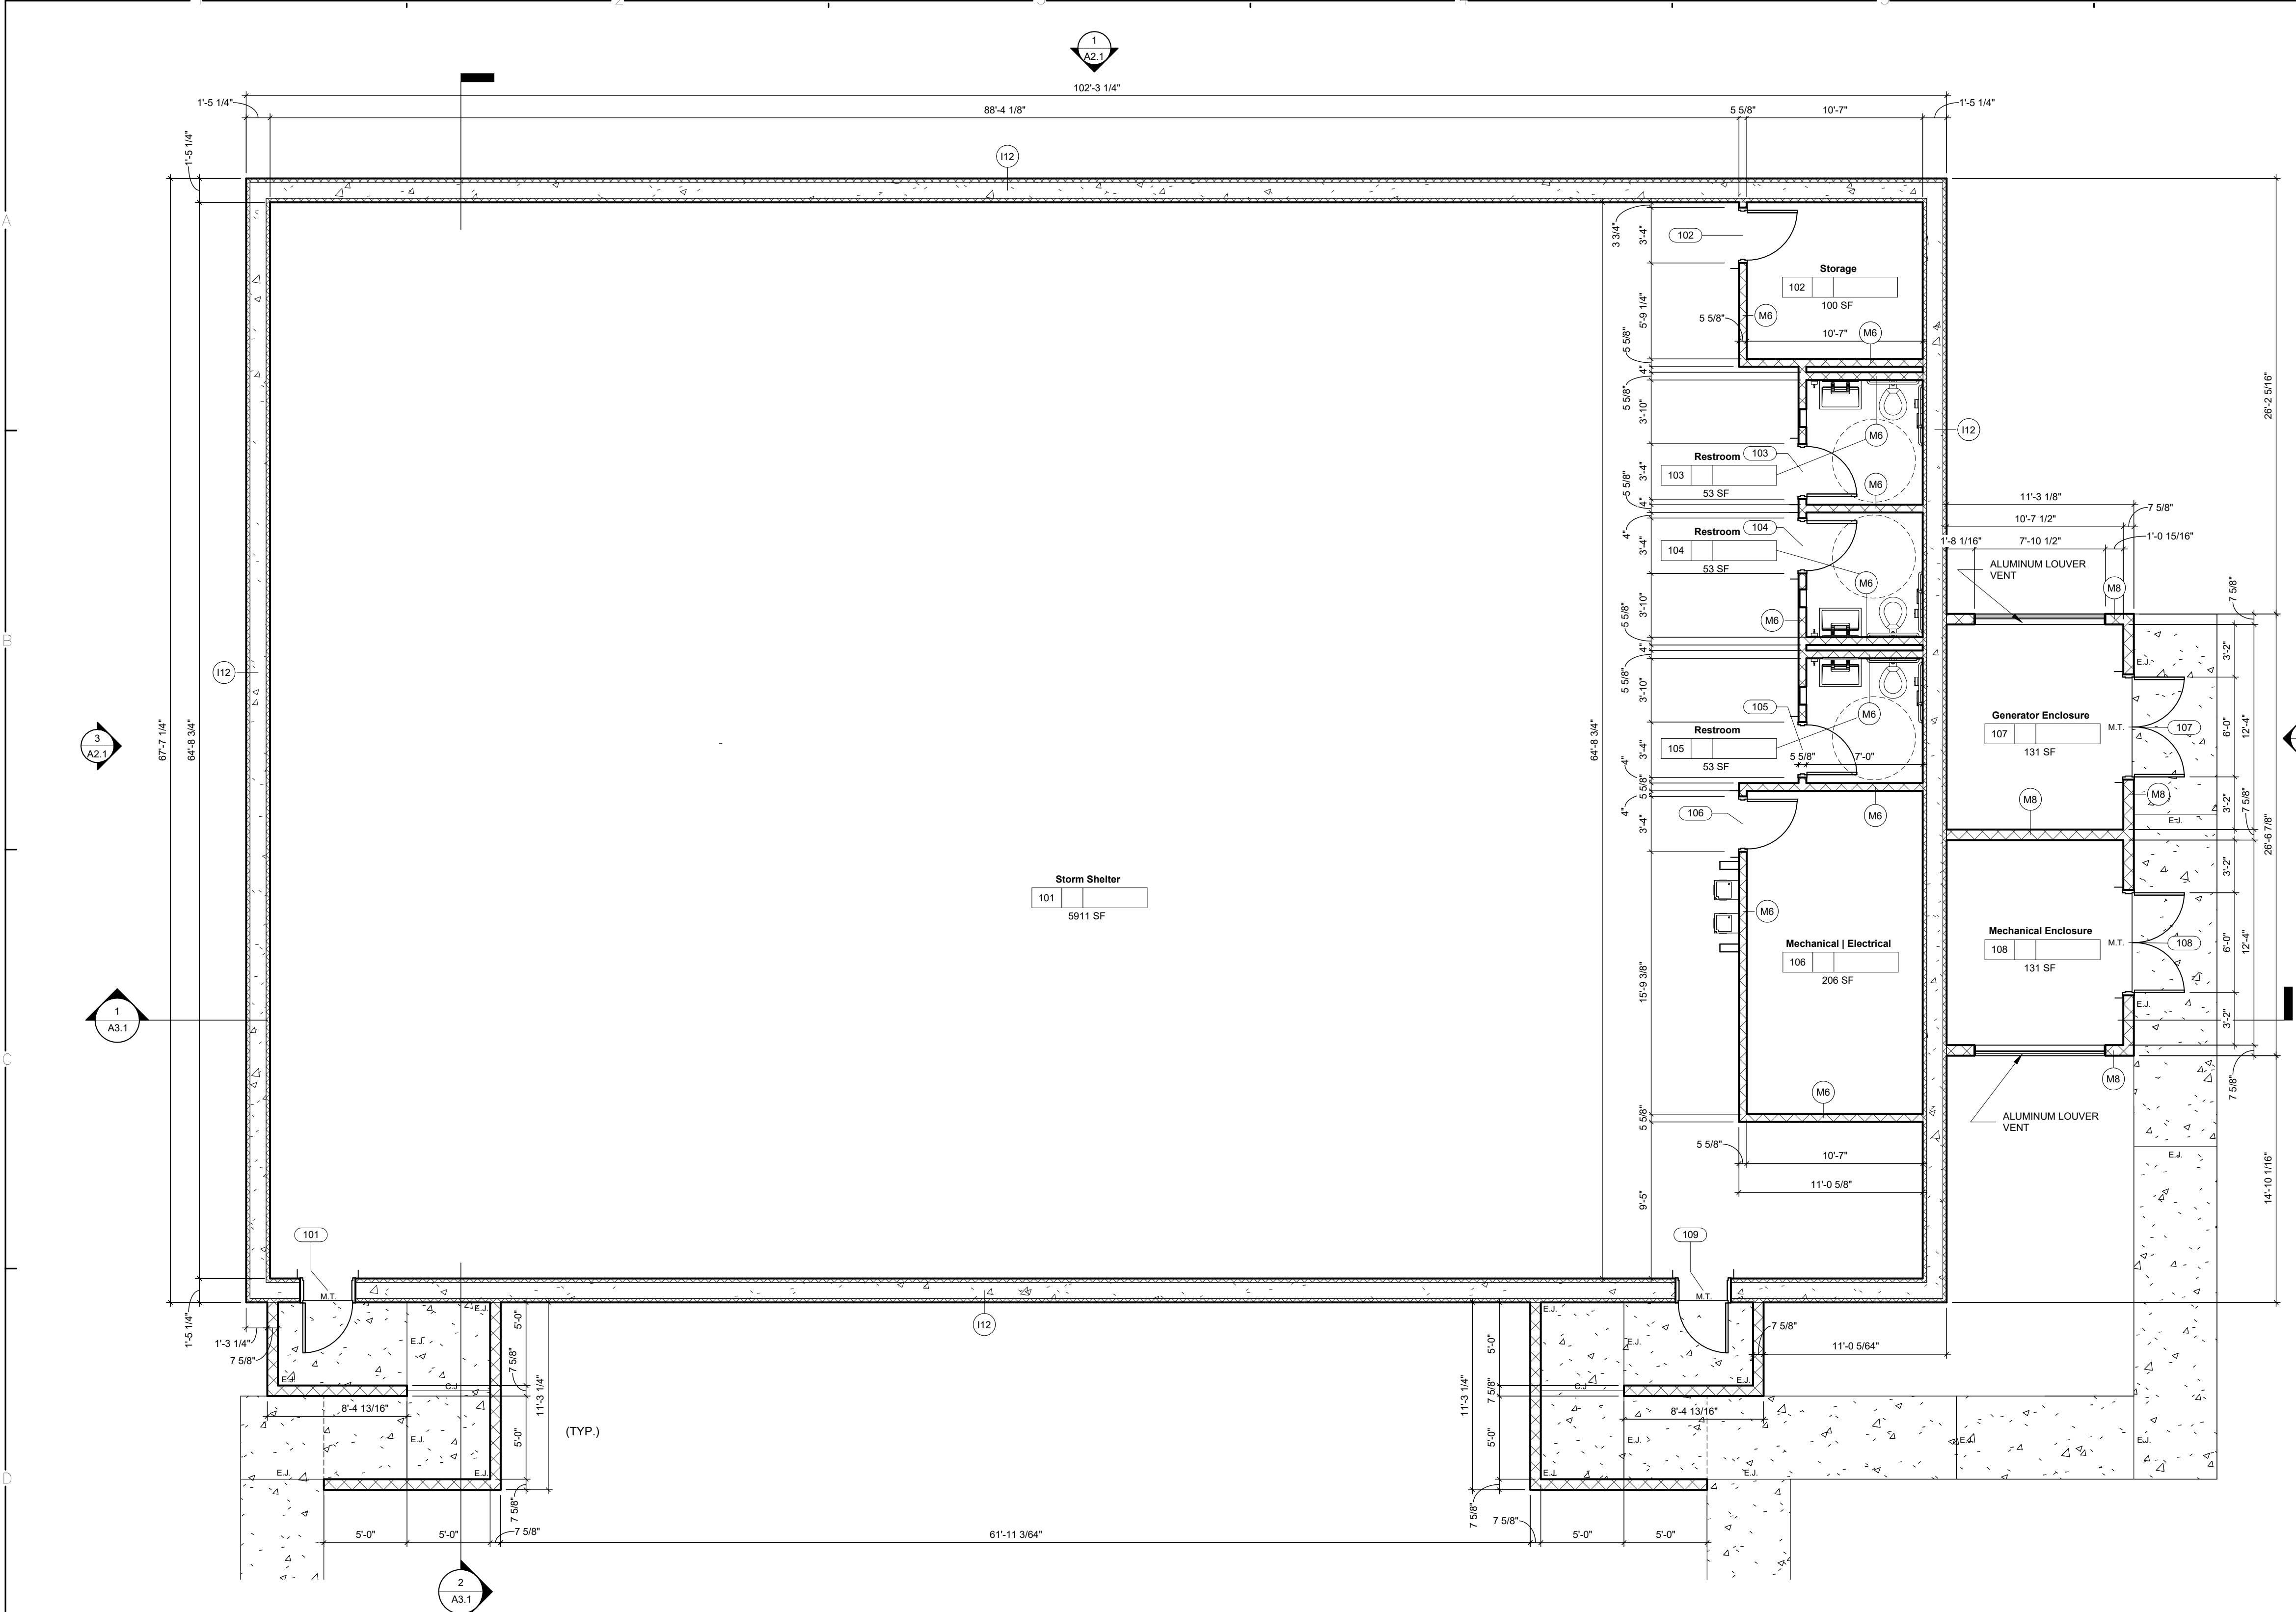 1
2
3
4
5
1
A2.1
102'-3 1/4"
1'-5 1/4"
88'-4 1/8"
5 5/8"
10'-7"
1'-5 1/4"
1'-5 1/4"
I12
A
3 3/4"
3'-4"
102
Storage
102
100 SF
5'-9 1/4"
5 5/8"
M6
10'-7"
M6
5 5/8"
4"
5 5/8"
3'-10"
26'-2 5/16"
M6
I12
Restroom
103
103
53 SF
3'-4"
5 5/8"
4"
M6
11'-3 1/8"
10'-7 1/2"
7 5/8"
Restroom
104
104
53 SF
4"
3'-4"
1'-8 1/16"
7'-10 1/2"
1'-0 15/16"
ALUMINUM LOUVER
VENT
M6
M8
7 5/8"
3'-10"
M6
5 5/8"
4"
5 5/8"
B
I12
E.J.
3'-2"
3'-10"
67'-7 1/4"
64'-8 3/4"
64'-8 3/4"
105
M6
Restroom
105
53 SF
3'-4"
5 5/8"
7'-0"
Generator Enclosure
107
131 SF
M.T.
107
6'-0"
12'-4"
3
A2.1
4"
5 5/8"
4"
106
3'-4"
M6
M8
M8
3'-2"
7 5/8"
E.J.
26'-6 7/8"
3'-2"
Storm Shelter
101
5911 SF
M6
Mechanical | Electrical
106
206 SF
15'-9 3/8"
Mechanical Enclosure
108
131 SF
M.T.
108
6'-0"
12'-4"
1
A3.1
E.J.
3'-2"
C
M8
7 5/8"
M6
5 5/8"
ALUMINUM LOUVER
VENT
5 5/8"
10'-7"
E.J.
11'-0 5/8"
9'-5"
14'-10 1/16"
101
109
M.T.
M.T.
1'-5 1/4"
1'-3 1/4"
7 5/8"
E.J.
E.J.
5'-0"
I12
E.J.
E.J.
5'-0"
7 5/8"
11'-0 5/64"
E.J.
C.J
7 5/8"
11'-3 1/4"
11'-3 1/4"
7 5/8"
C.J
E.J.
8'-4 13/16"
8'-4 13/16"
E.J.
5'-0"
(TYP.)
5'-0"
E.J.
E.J.
E.J.
D
E.J.
E.J.
E.J.
E.J.
7 5/8"
7 5/8"
5'-0"
5'-0"
7 5/8"
61'-11 3/64"
7 5/8"
5'-0"
5'-0"
2
A3.1